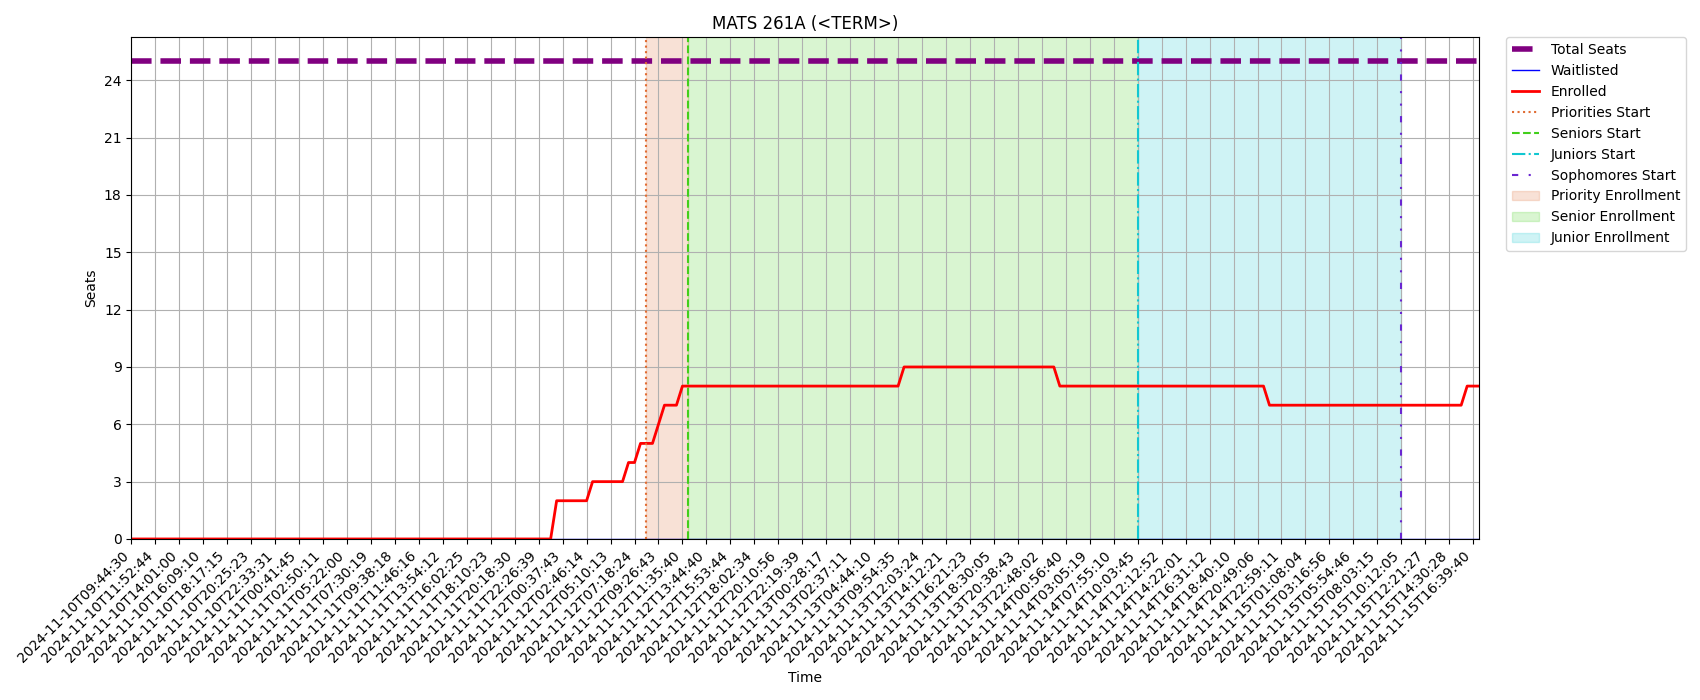 MATS 261A (<TERM>)
Total Seats
Waitlisted
Enrolled
Priorities Start
Seniors Start
Juniors Start
Sophomores Start
Priority Enrollment
Senior Enrollment
Junior Enrollment
Seats
24
21
18
15
12
9
6
3
0
2024-11-10T09:44:30
2024-11-10T11:52:44
2024-11-10T14:01:00
2024-11-10T16:09:10
2024-11-10T18:17:15
2024-11-10T20:25:23
2024-11-10T22:33:31
2024-11-11T00:41:45
2024-11-11T02:50:11
2024-11-11T05:22:00
2024-11-11T07:30:19
2024-11-11T09:38:18
2024-11-11T11:46:16
2024-11-11T13:54:12
2024-11-11T16:02:25
2024-11-11T18:10:23
2024-11-11T20:18:30
2024-11-11T22:26:39
2024-11-12T00:37:43
2024-11-12T02:46:14
2024-11-12T05:10:13
2024-11-12T07:18:24
2024-11-12T09:26:43
2024-11-12T11:35:40
2024-11-12T13:44:40
2024-11-12T15:53:44
2024-11-12T18:02:34
2024-11-12T20:10:56
2024-11-12T22:19:39
2024-11-13T00:28:17
2024-11-13T02:37:11
2024-11-13T04:44:10
2024-11-13T09:54:35
2024-11-13T12:03:24
2024-11-13T14:12:21
2024-11-13T16:21:23
2024-11-13T18:30:05
2024-11-13T20:38:43
2024-11-13T22:48:02
2024-11-14T00:56:40
2024-11-14T03:05:19
2024-11-14T07:55:10
2024-11-14T10:03:45
2024-11-14T12:12:52
2024-11-14T14:22:01
2024-11-14T16:31:12
2024-11-14T18:40:10
2024-11-14T20:49:06
2024-11-14T22:59:11
2024-11-15T01:08:04
2024-11-15T03:16:56
2024-11-15T05:54:46
2024-11-15T08:03:15
2024-11-15T10:12:05
2024-11-15T12:21:27
2024-11-15T14:30:28
2024-11-15T16:39:40
Time